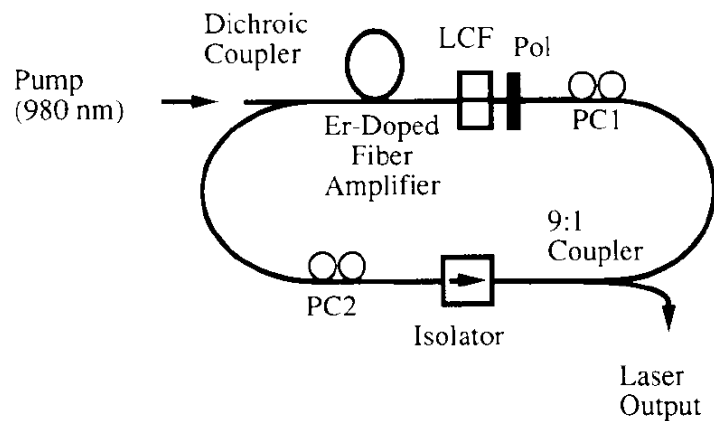 Dichroic
Coupler
LCF
Pol
Pump
(980 nm)
PC1
Er-Doped
Fiber
Amplifier
9:1
Coupler
PC2
Isolator
Laser
Output